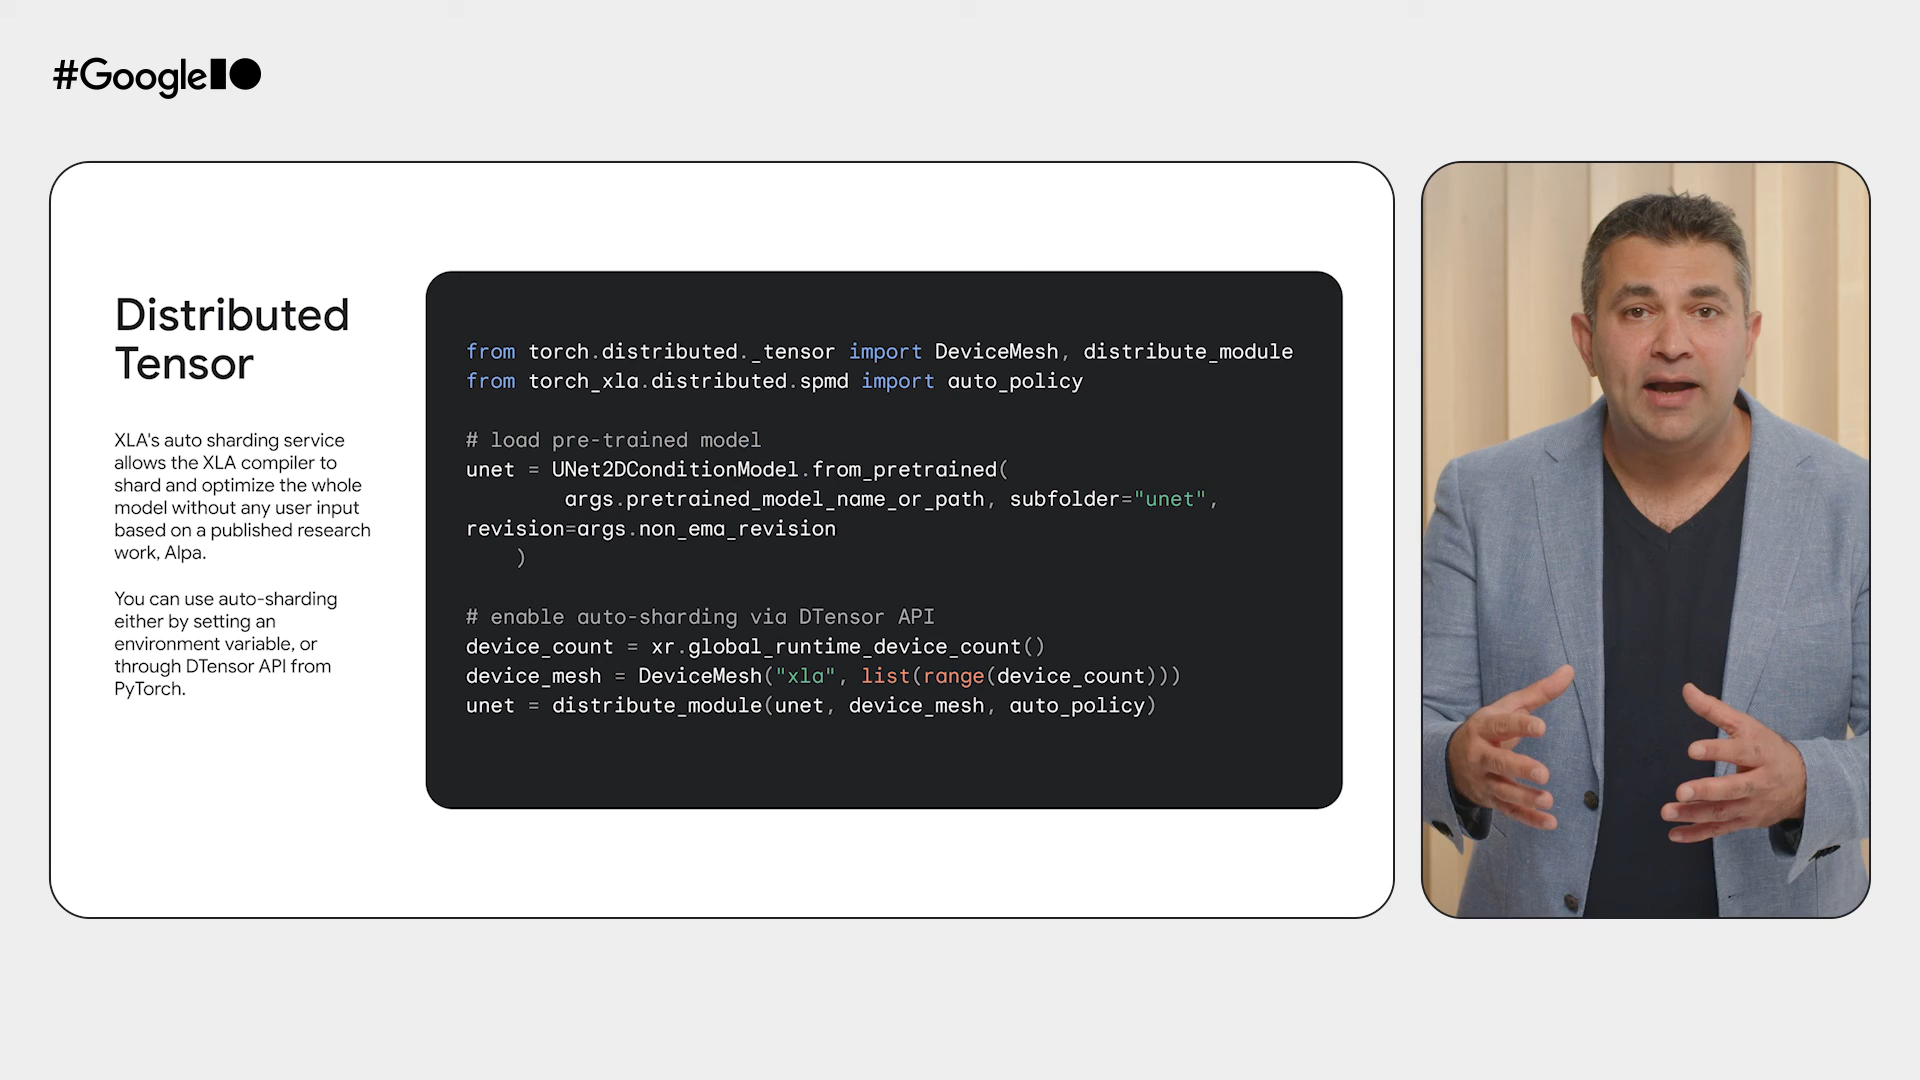 #GoogleIO
Distributed
Tensor
XLA's auto sharding service
allows the XLA compiler to
shard and optimize the whole
model without any user input
based on a published research
work, Alpa.
You can use auto-sharding
either by setting an
environment variable, or
through DTensor API from
PyTorch.
from torch.distributed._tensor import DeviceMesh, distribute_module
from torch_xla.distributed.spmd import auto_policy
# load pre-trained model
unet = UNet2DConditionModel.from_pretrained(
        args.pretrained_model_name_or_path, subfolder="unet",
revision=args.non_ema_revision
    )
# enable auto-sharding via DTensor API
device_count = xr.global_runtime_device_count()
device_mesh = DeviceMesh("xla", list(range(device_count)))
unet = distribute_module(unet, device_mesh, auto_policy)